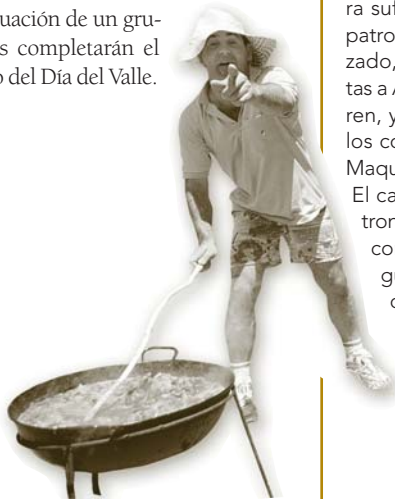 uación de un gru-
s completarán el
o del Día del Valle.
ra suf
patro
zado,
tas a A
ren, y
los co
Maqu
El ca
tron
co
gu
c